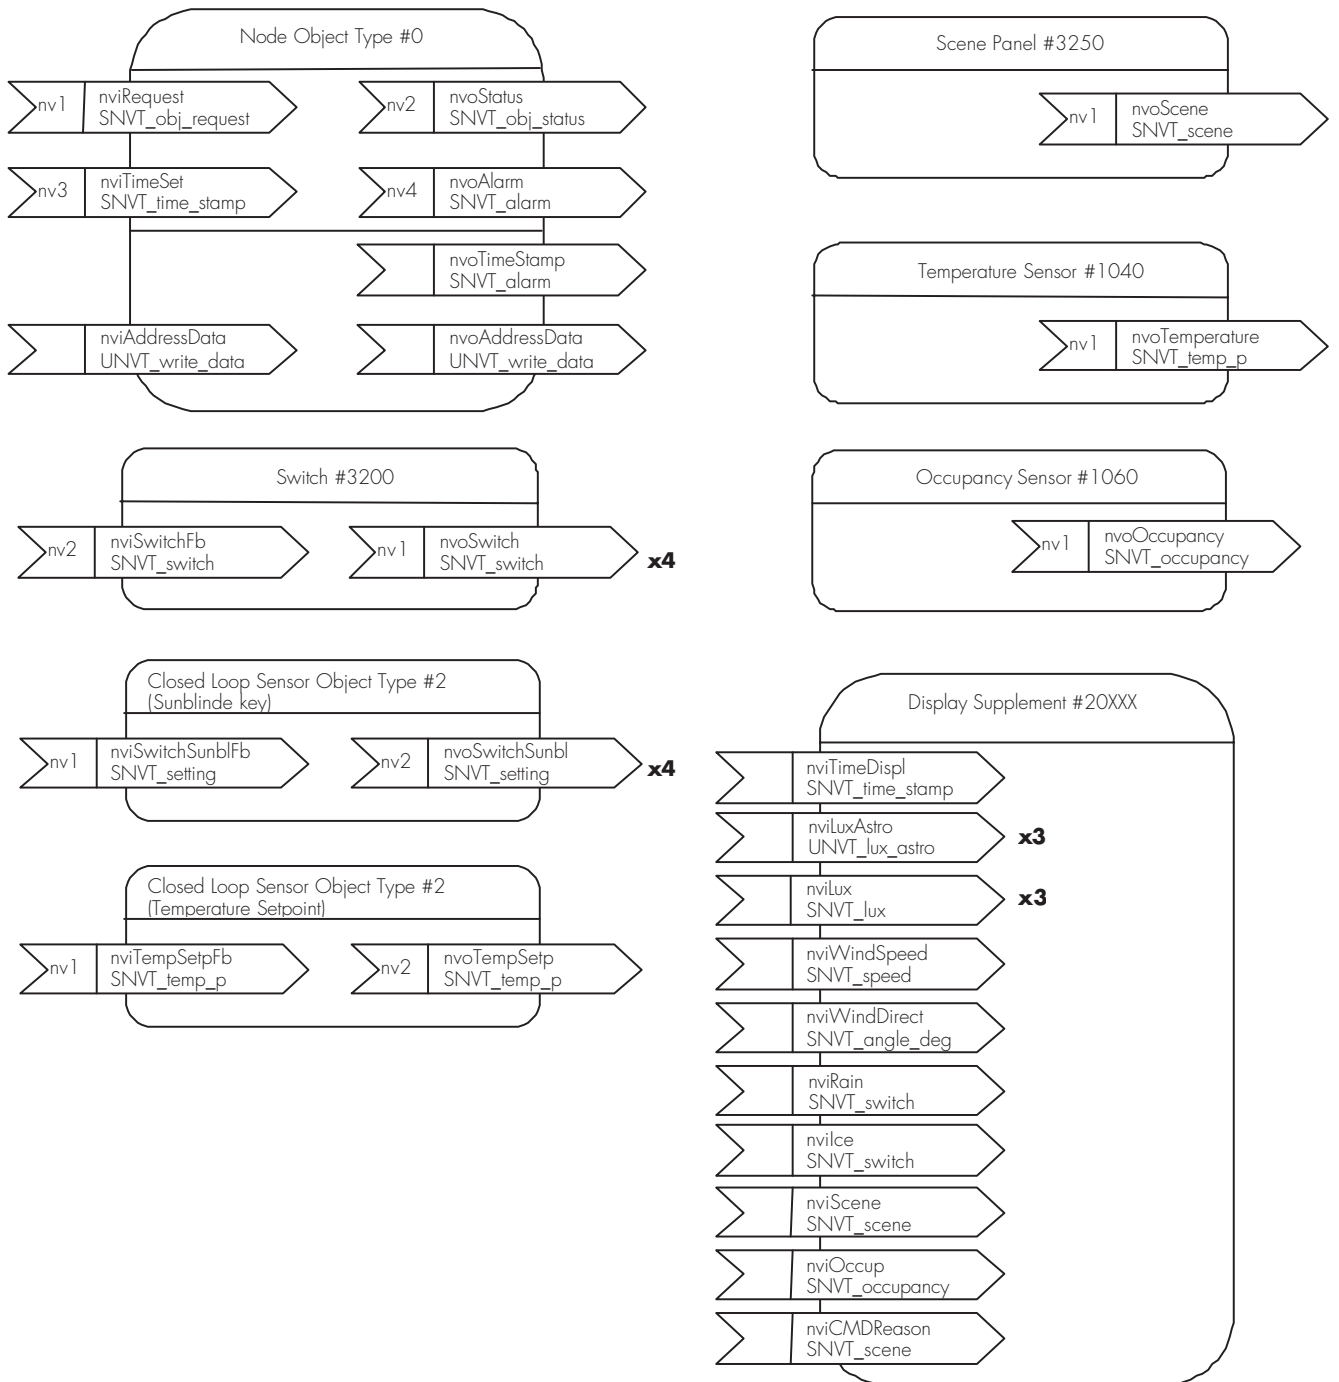 Node Object Type #0
nv1
nviRequest
SNVT_obj_request
nv2
nvoStatus
SNVT_obj_status
nv3
nviTimeSet
SNVT_time_stamp
nv4
nvoAlarm
SNVT_alarm
nvoTimeStamp
SNVT_alarm
nviAddressData
UNVT_write_data
nvoAddressData
UNVT_write_data
Switch #3200
nv2
nviSwitchFb
SNVT_switch
nv1
nvoSwitch
SNVT_switch
x4
Closed Loop Sensor Object Type #2
(Sunblinde key)
nv1
nviSwitchSunblFb
SNVT_setting
nv2
nvoSwitchSunbl
SNVT_setting
x4
Closed Loop Sensor Object Type #2
(Temperature Setpoint)
nv1
nviTempSetpFb
SNVT_temp_p
nv2
nvoTempSetp
SNVT_temp_p
Scene Panel #3250
nv1
nvoScene
SNVT_scene
Temperature Sensor #1040
nv1
nvoTemperature
SNVT_temp_p
Occupancy Sensor #1060
nv1
nvoOccupancy
SNVT_occupancy
Display Supplement #20XXX
nviTimeDispl
SNVT_time_stamp
nviLuxAstro
UNVT_lux_astro
x3
nviLux
SNVT_lux
x3
nviWindSpeed
SNVT_speed
nviWindDirect
SNVT_angle_deg
nviRain
SNVT_switch
nviIce
SNVT_switch
nviScene
SNVT_scene
nviOccup
SNVT_occupancy
nviCMDReason
SNVT_scene